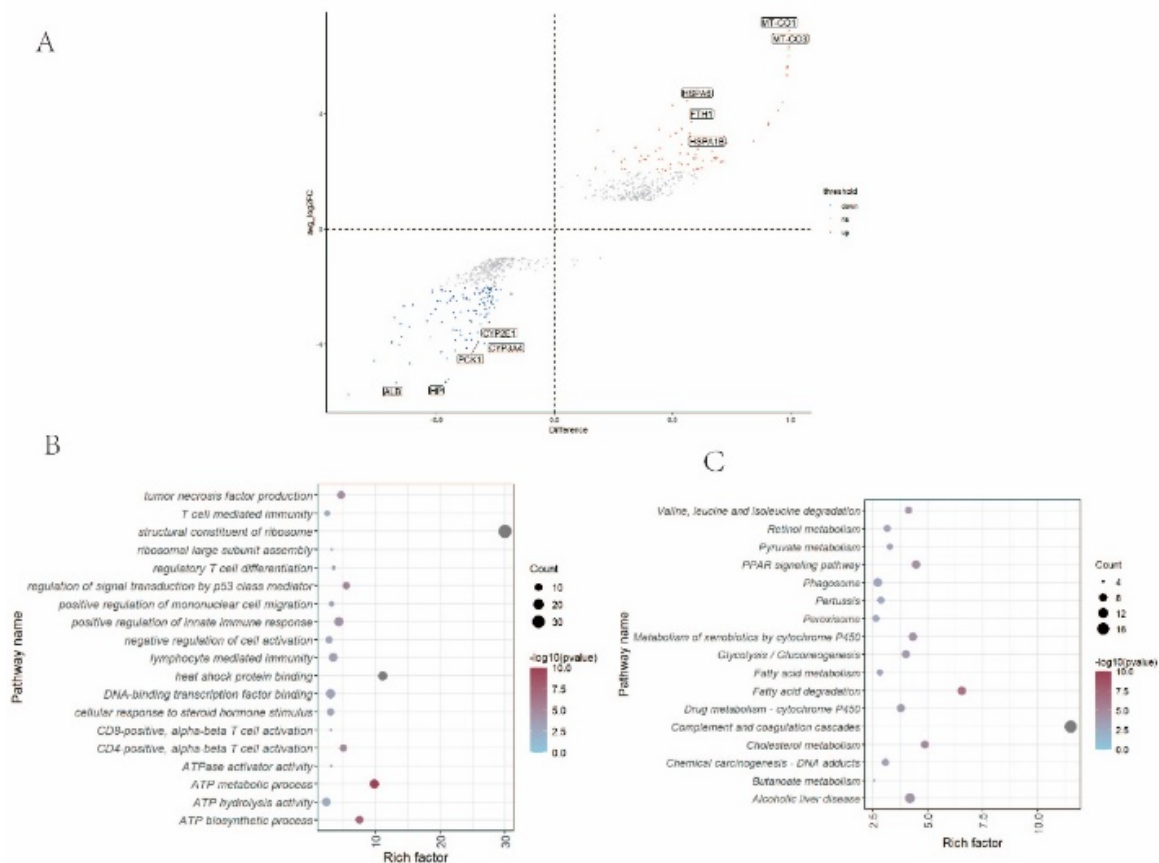 A
MT-CO1
MT-CO3
HSPA6
FTH1
HSPA1B
avg_log2FC
0
threshold
down
ns
up
CYP2E1
CYP3A4
PCK1
ALB
HP
0.0
0.5
1.0
Difference
B
Pathway name
tumor necrosis factor production
T cell mediated immunity
structural constituent of ribosome
ribosomal large subunit assembly
regulatory T cell differentiation
regulation of signal transduction by p53 class mediator
positive regulation of mononuclear cell migration
positive regulation of innate immune response
negative regulation of cell activation
lymphocyte mediated immunity
heat shock protein binding
DNA-binding transcription factor binding
cellular response to steroid hormone stimulus
CD8-positive, alpha-beta T cell activation
CD4-positive, alpha-beta T cell activation
ATPase activator activity
ATP metabolic process
ATP hydrolysis activity
ATP biosynthetic process
10
20
30
Rich factor
Count
10
20
30
-log10(pvalue)
10.0
7.5
5.0
2.5
0.0
C
Pathway name
Valine, leucine and isoleucine degradation
Retinol metabolism
Pyruvate metabolism
PPAR signaling pathway
Phagosome
Pertussis
Peroxisome
Metabolism of xenobiotics by cytochrome P450
Glycolysis / Gluconeogenesis
Fatty acid metabolism
Fatty acid degradation
Drug metabolism - cytochrome P450
Complement and coagulation cascades
Cholesterol metabolism
Chemical carcinogenesis - DNA adducts
Butanoate metabolism
Alcoholic liver disease
2.5
5.0
7.5
10.0
Rich factor
Count
4
8
12
16
-log10(pvalue)
10.0
7.5
5.0
2.5
0.0